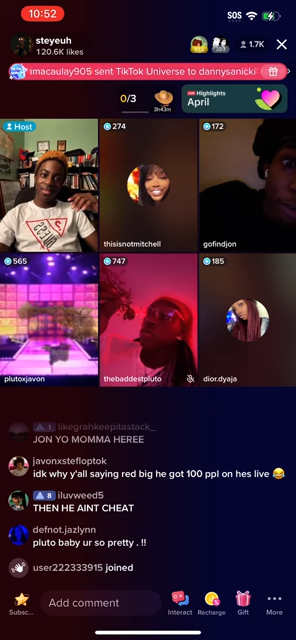 10:52
SOS
steyeuh
120.6K likes
1.7K
ımacaulay905 sent TikTok Universe to dannysanicki
0/3
3h43m
LIVE Highlights
April
Host
274
172
thisisnotmitchell
gofindjon
565
747
185
plutoxjavon
thebaddestpluto
dior.dyaja
1 likegrahkeepitastack_
JON YO MOMMA HEREE
javonxstefloptok
idk why y'all saying red big he got 100 ppl on hes live 😂
8 iluvweed5
THEN HE AINT CHEAT
defnot.jazlynn
pluto baby ur so pretty . !!
user222333915 joined
Subsc...
Add comment
Interact
Recharge
Gift
More